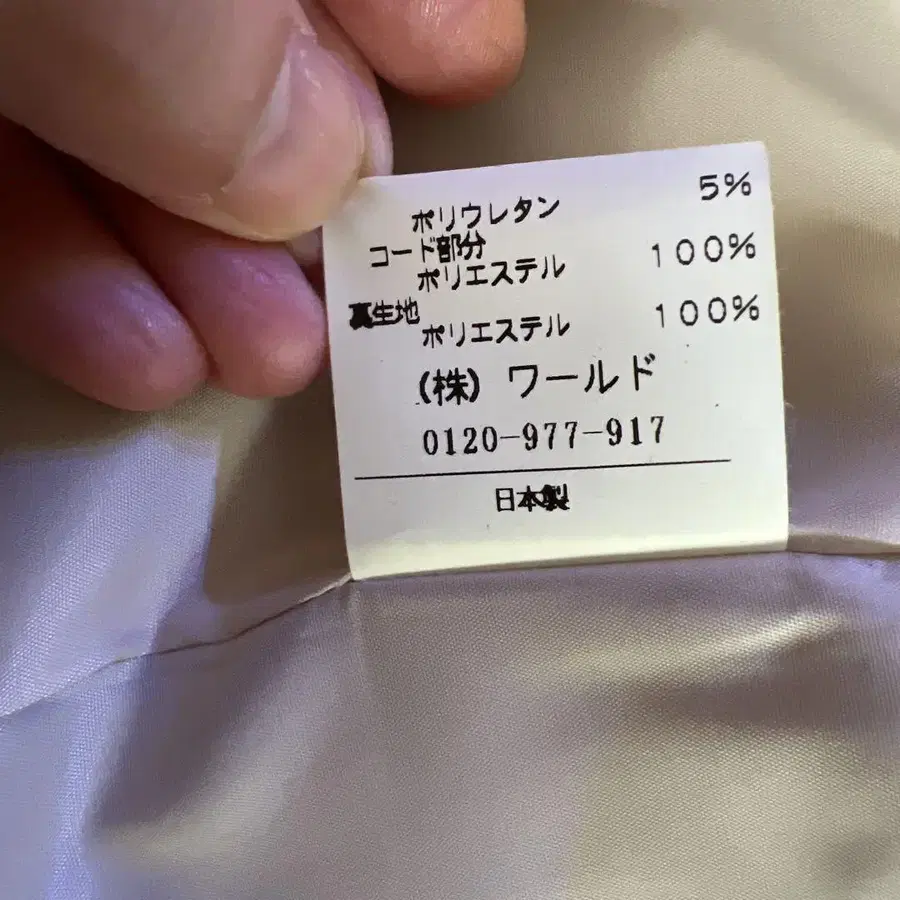 ポリウレタン 5%
コード部分
ポリエステル 100%
裏生地
ポリエステル 100%
(株) ワールド
0120-977-917
日本製